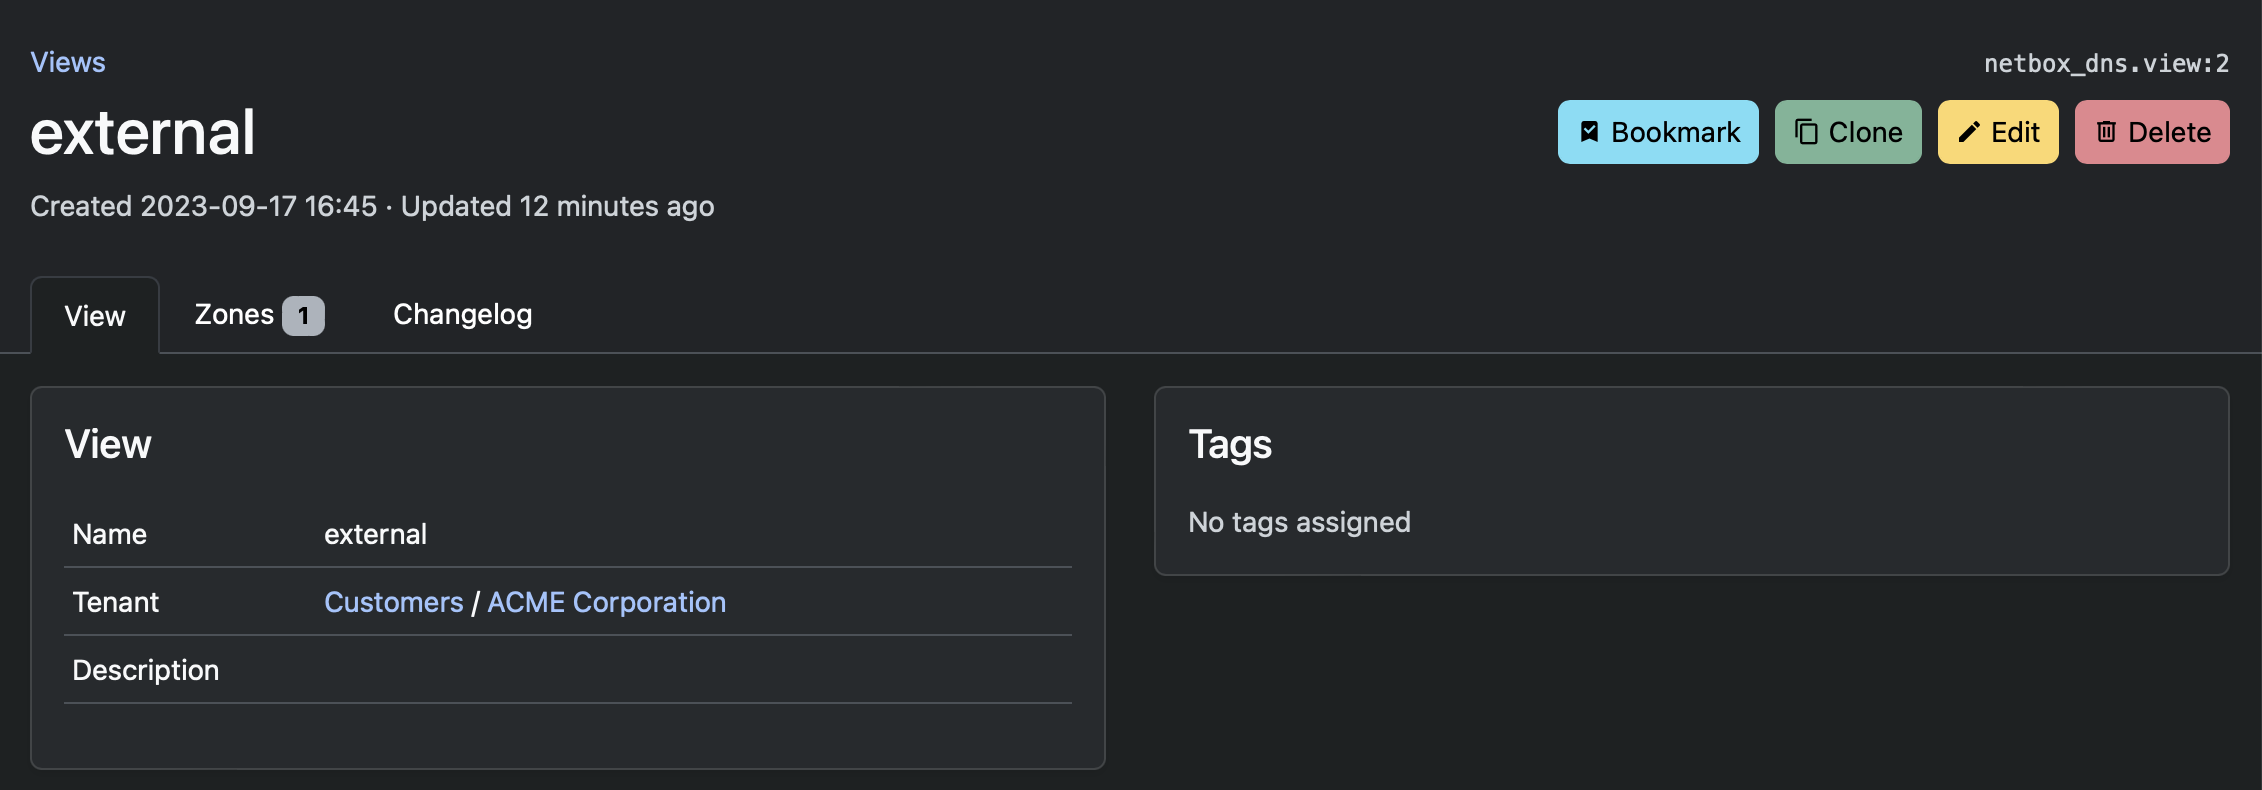 Views
netbox_dns.view:2
external
Bookmark
Clone
Edit
Delete
Created 2023-09-17 16:45 · Updated 12 minutes ago
View
Zones 1
Changelog
View
Name external
Tenant Customers / ACME Corporation
Description
Tags
No tags assigned